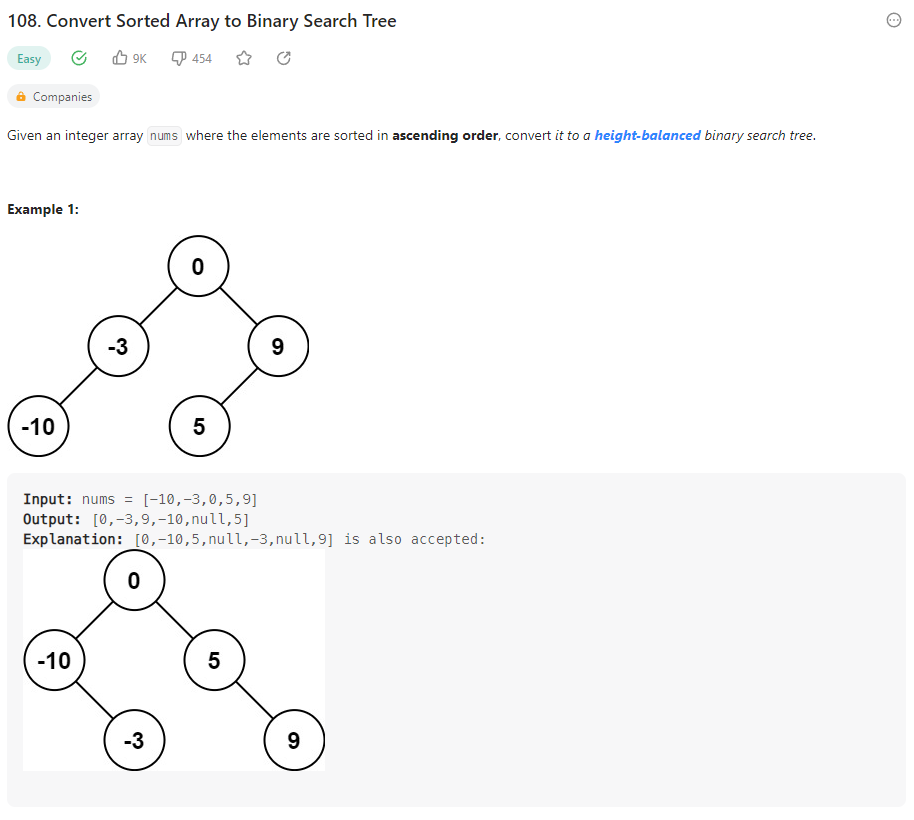 108. Convert Sorted Array to Binary Search Tree
Easy 9K 454
Companies
Given an integer array nums where the elements are sorted in ascending order, convert it to a height-balanced binary search tree.
Example 1:
0
-3 9
-10 5
Input: nums = [-10,-3,0,5,9]
Output: [0,-3,9,-10,null,5]
Explanation: [0,-10,5,null,-3,null,9] is also accepted:
0
-10 5
-3 9